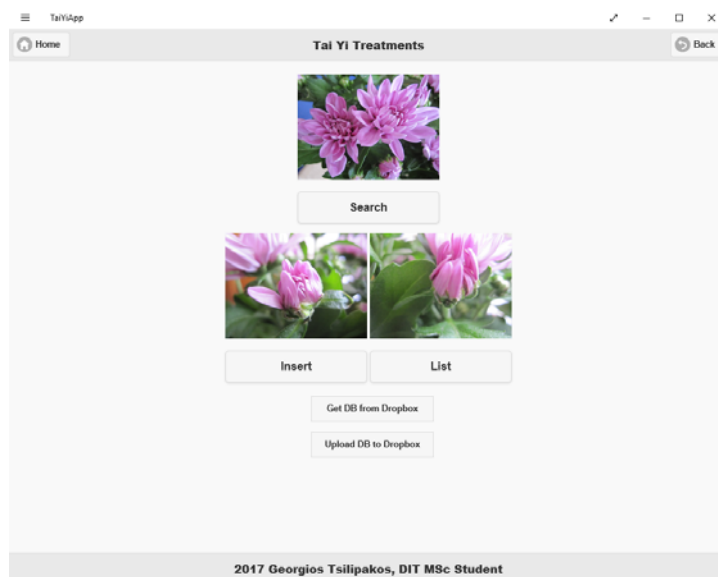 TaiYiApp
Home Tai Yi Treatments Back
Search
Insert List
Get DB from Dropbox
Upload DB to Dropbox
2017 Georgios Tsilipakos, DIT MSc Student